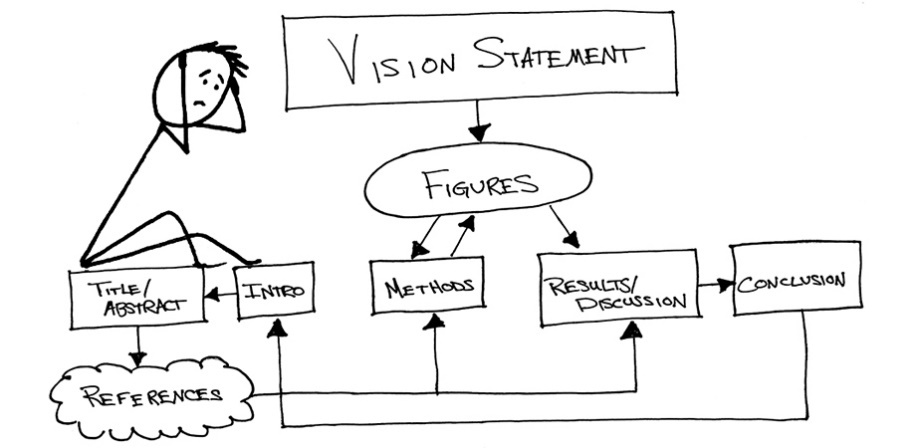 VISION STATEMENT
FIGURES
TITLE/
ABSTRACT
INTRO
METHODS
RESULTS/
DISCUSSION
CONCLUSION
REFERENCES